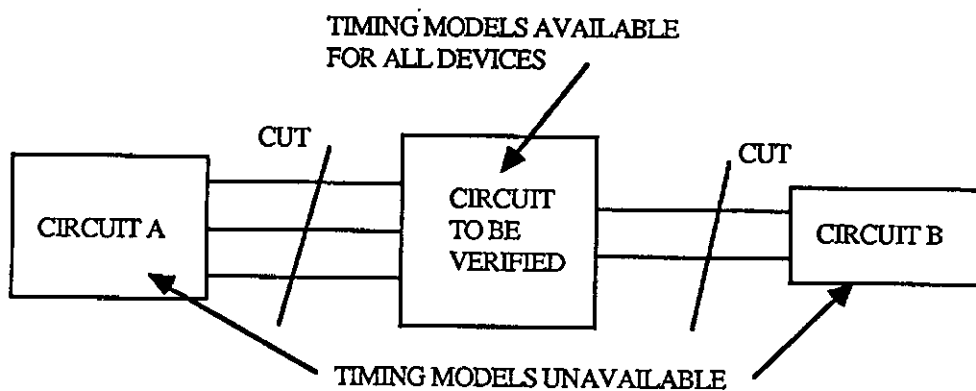 TIMING MODELS AVAILABLE
FOR ALL DEVICES
CUT
CUT
CIRCUIT A
CIRCUIT
TO BE
VERIFIED
CIRCUIT B
TIMING MODELS UNAVAILABLE